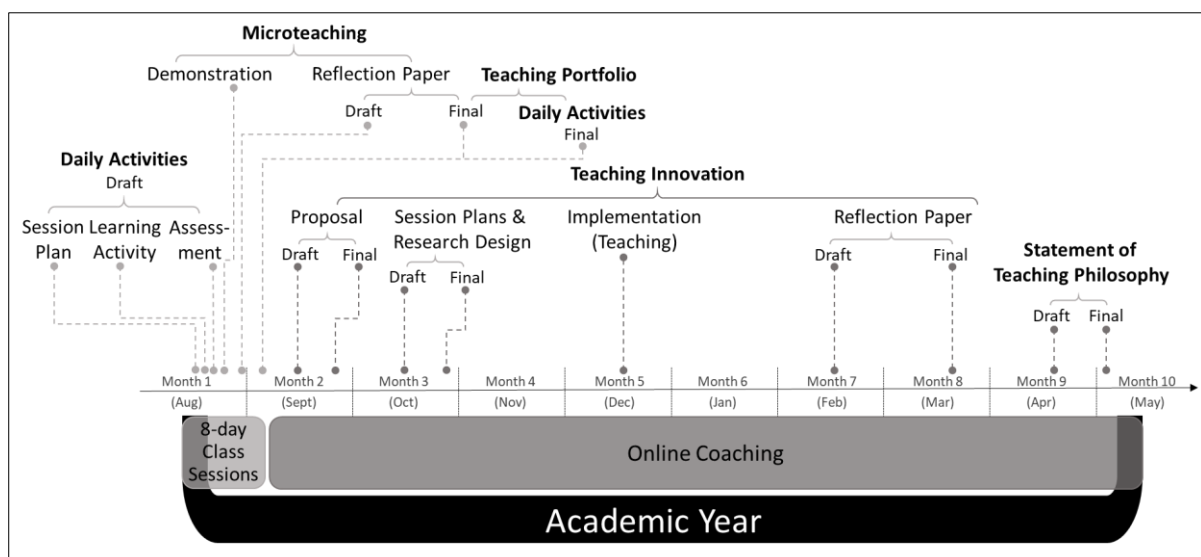 Microteaching
Demonstration
Reflection Paper
Draft
Final
Teaching Portfolio
Daily Activities
Final
Daily Activities
Draft
Session
Plan
Learning
Activity
Assess-
ment
Teaching Innovation
Proposal
Draft
Final
Session Plans &
Research Design
Draft
Final
Implementation
(Teaching)
Reflection Paper
Draft
Final
Statement of
Teaching Philosophy
Draft
Final
Month 1
(Aug)
Month 2
(Sept)
Month 3
(Oct)
Month 4
(Nov)
Month 5
(Dec)
Month 6
(Jan)
Month 7
(Feb)
Month 8
(Mar)
Month 9
(Apr)
Month 10
(May)
8-day
Class
Sessions
Online Coaching
Academic Year